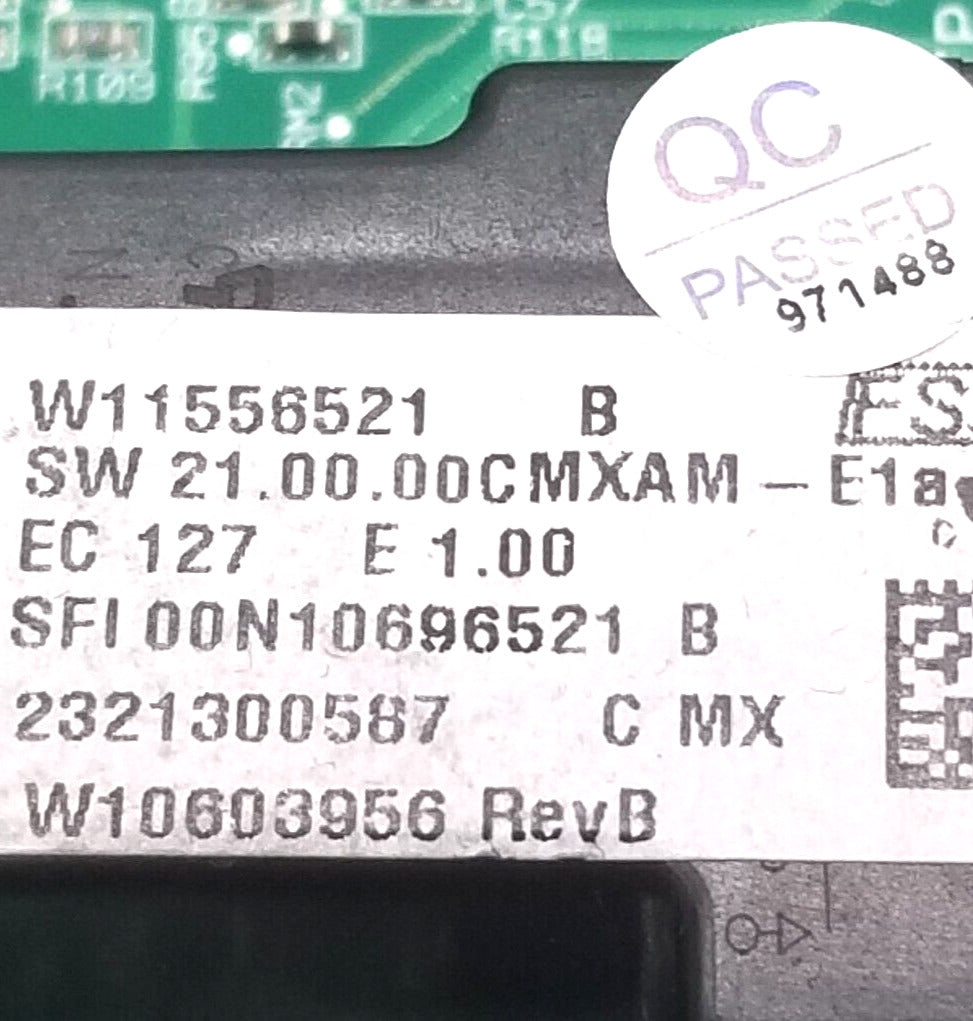 R109
R118
QC
PASSED
971488
W11556521 B
SW 21.00.00CMXAM – E1a
EC 127 E 1.00
SFI 00N10696521 B
2321300587 C MX
W10603956 RevB